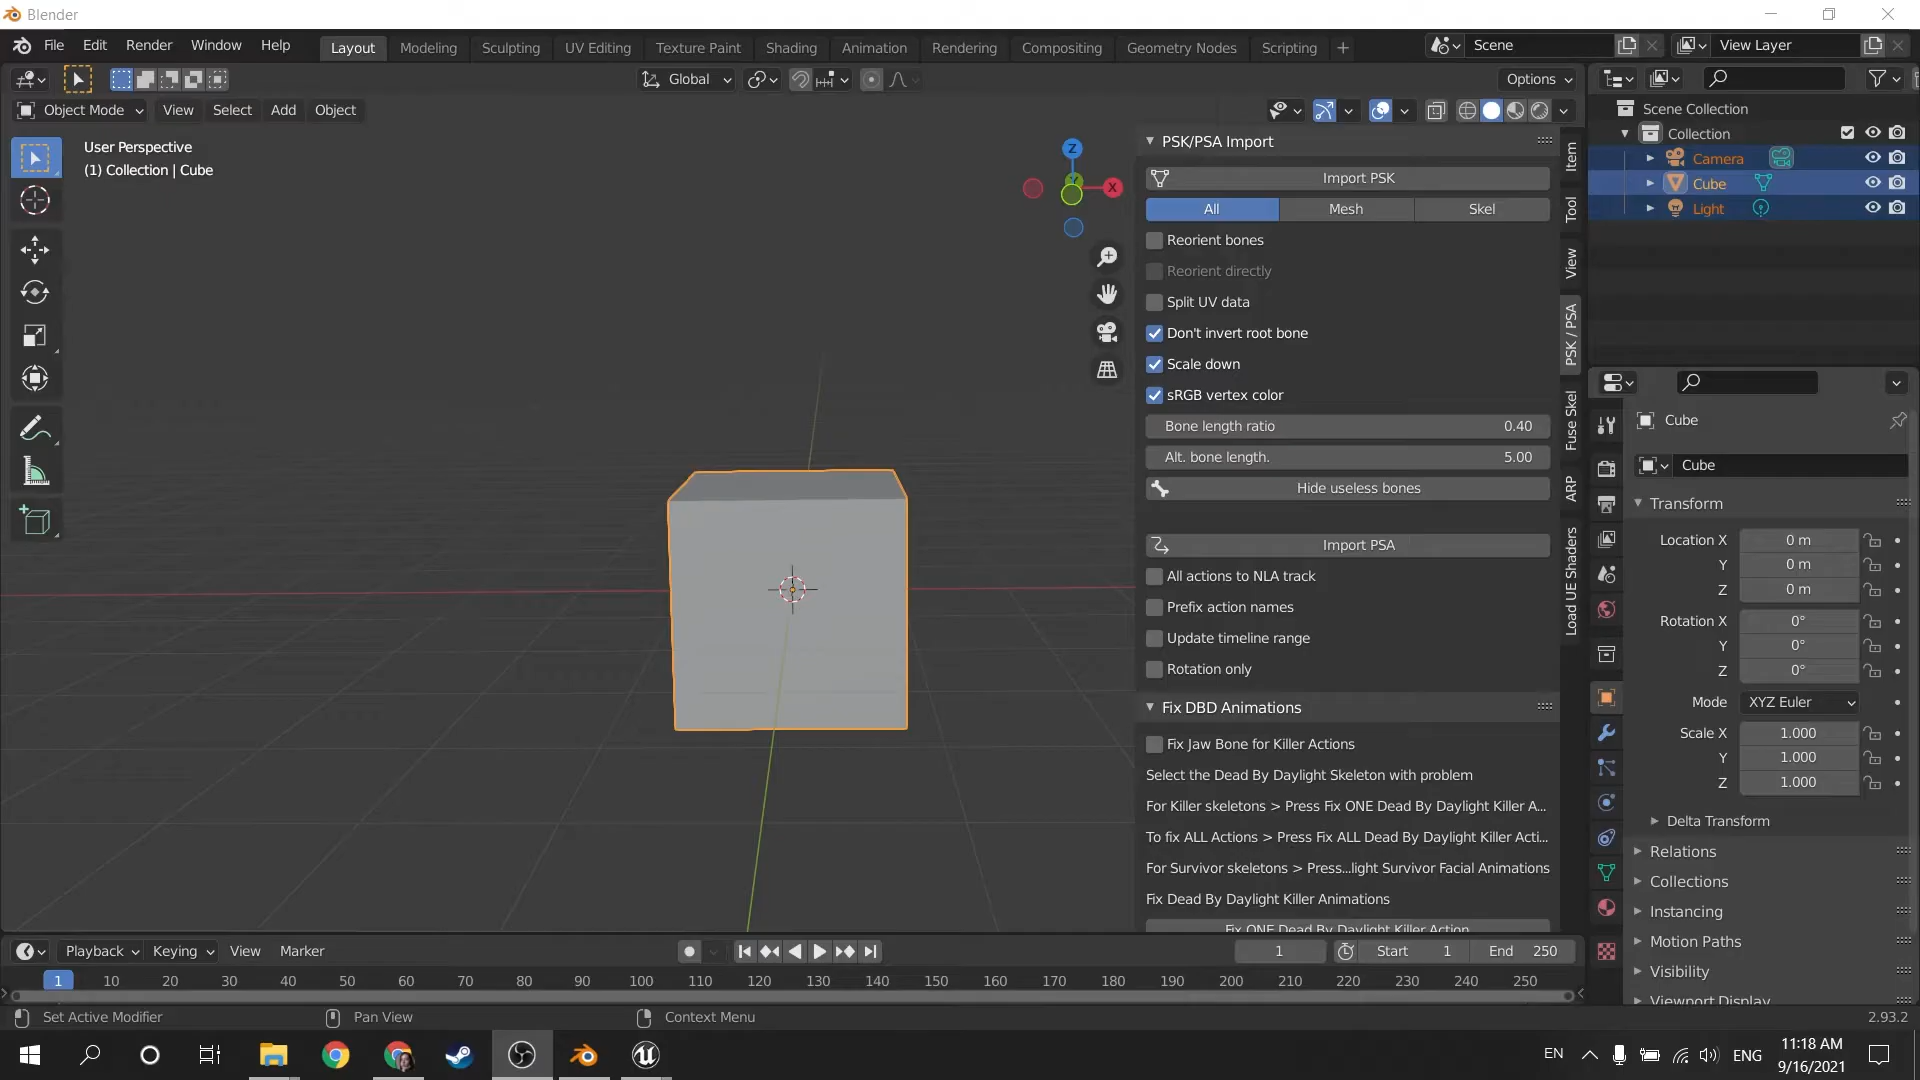 Blender
File Edit Render Window Help Layout Modeling Sculpting UV Editing Texture Paint Shading Animation Rendering Compositing Geometry Nodes Scripting + Scene View Layer
Global Options
Object Mode View Select Add Object
User Perspective
(1) Collection | Cube
Z
Y
X
PSK/PSA Import
Import PSK
All Mesh Skel
Reorient bones
Reorient directly
Split UV data
Don't invert root bone
Scale down
sRGB vertex color
Bone length ratio 0.40
Alt. bone length. 5.00
Hide useless bones
Import PSA
All actions to NLA track
Prefix action names
Update timeline range
Rotation only
Fix DBD Animations
Fix Jaw Bone for Killer Actions
Select the Dead By Daylight Skeleton with problem
For Killer skeletons > Press Fix ONE Dead By Daylight Killer A...
To fix ALL Actions > Press Fix ALL Dead By Daylight Killer Acti...
For Survivor skeletons > Press...light Survivor Facial Animations
Fix Dead By Daylight Killer Animations
Fix ONE Dead By Daylight Killer Action
Item
Tool
View
PSK / PSA
Fuse Skel
ARP
Load UE Shaders
Scene Collection
Collection
Camera
Cube
Light
Cube
Cube
Transform
Location X 0 m
Y 0 m
Z 0 m
Rotation X 0°
Y 0°
Z 0°
Mode XYZ Euler
Scale X 1.000
Y 1.000
Z 1.000
Delta Transform
Relations
Collections
Instancing
Motion Paths
Visibility
Viewport Display
Playback Keying View Marker 1 Start 1 End 250
1 10 20 30 40 50 60 70 80 90 100 110 120 130 140 150 160 170 180 190 200 210 220 230 240 250
Set Active Modifier Pan View Context Menu 2.93.2
EN ENG 11:18 AM
9/16/2021